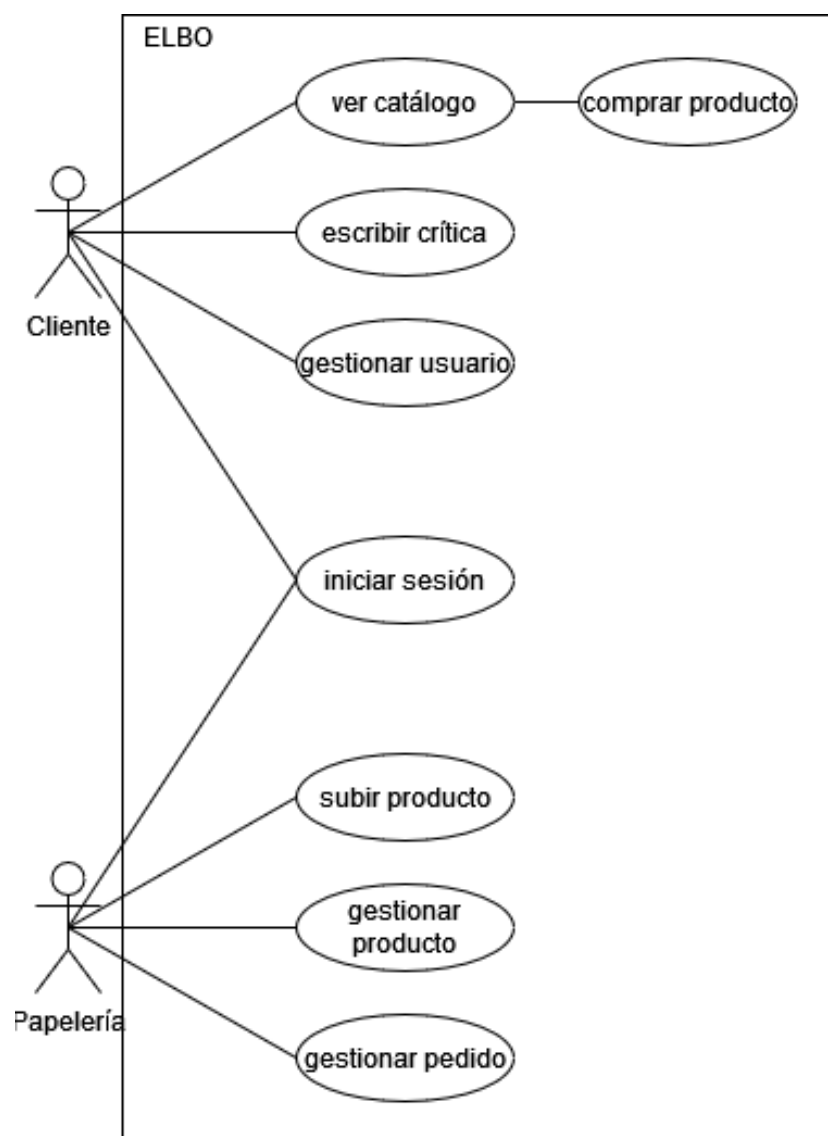 ELBO
ver catálogo
comprar producto
escribir crítica
Cliente
gestionar usuario
iniciar sesión
subir producto
gestionar
producto
Papelería
gestionar pedido